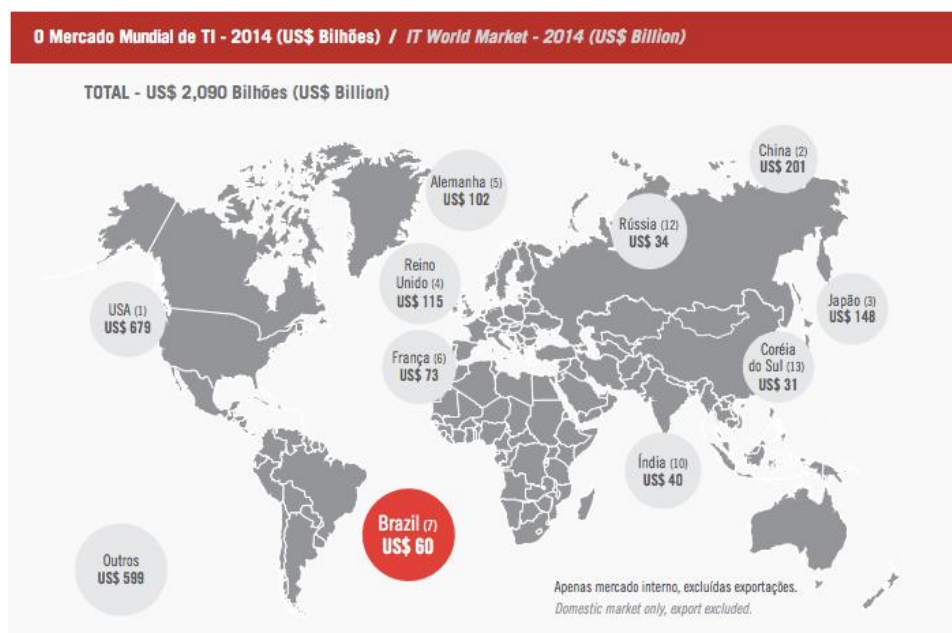 O Mercado Mundial de TI - 2014 (US$ Bilhões) / IT World Market - 2014 (US$ Billion)
TOTAL - US$ 2,090 Bilhões (US$ Billion)
China (2)
US$ 201
Alemanha (5)
US$ 102
Rússia (12)
US$ 34
Reino
Unido (4)
US$ 115
USA (1)
US$ 679
Japão (3)
US$ 148
França (6)
US$ 73
Coréia
do Sul (13)
US$ 31
Índia (10)
US$ 40
Brazil (7)
US$ 60
Outros
US$ 599
Apenas mercado interno, excluídas exportações.
Domestic market only, export excluded.